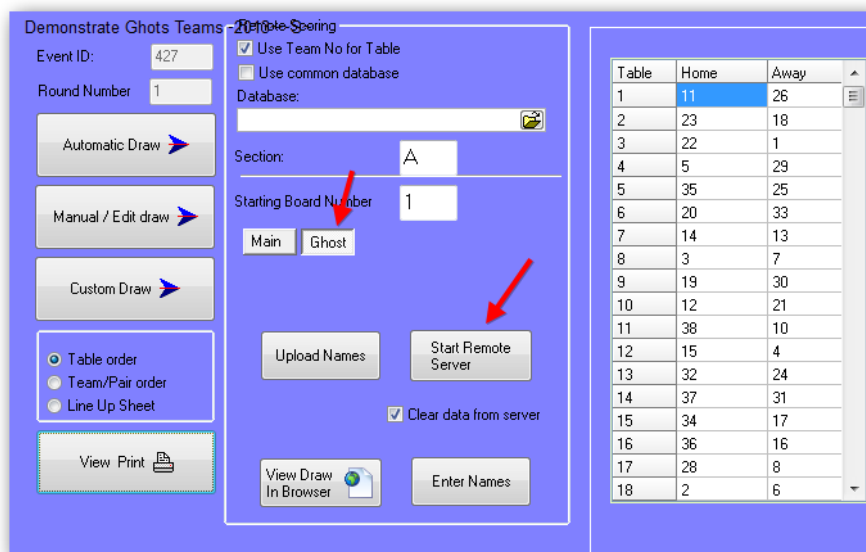 Demonstrate Ghots Teams -2013- S-
Remote Scoring
Event ID: 427
Round Number 1
Automatic Draw
Manual / Edit draw
Custom Draw
Table order
Team/Pair order
Line Up Sheet
View Print
Use Team No for Table
Use common database
Database:
Section: A
Starting Board Number 1
Main Ghost
Upload Names
Start Remote
Server
Clear data from server
View Draw
In Browser
Enter Names
Table Home Away
1 11 26
2 23 18
3 22 1
4 5 29
5 35 25
6 20 33
7 14 13
8 3 7
9 19 30
10 12 21
11 38 10
12 15 4
13 32 24
14 37 31
15 34 17
16 36 16
17 28 8
18 2 6